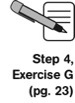 Step 4,
Exercise G
(pg. 23)